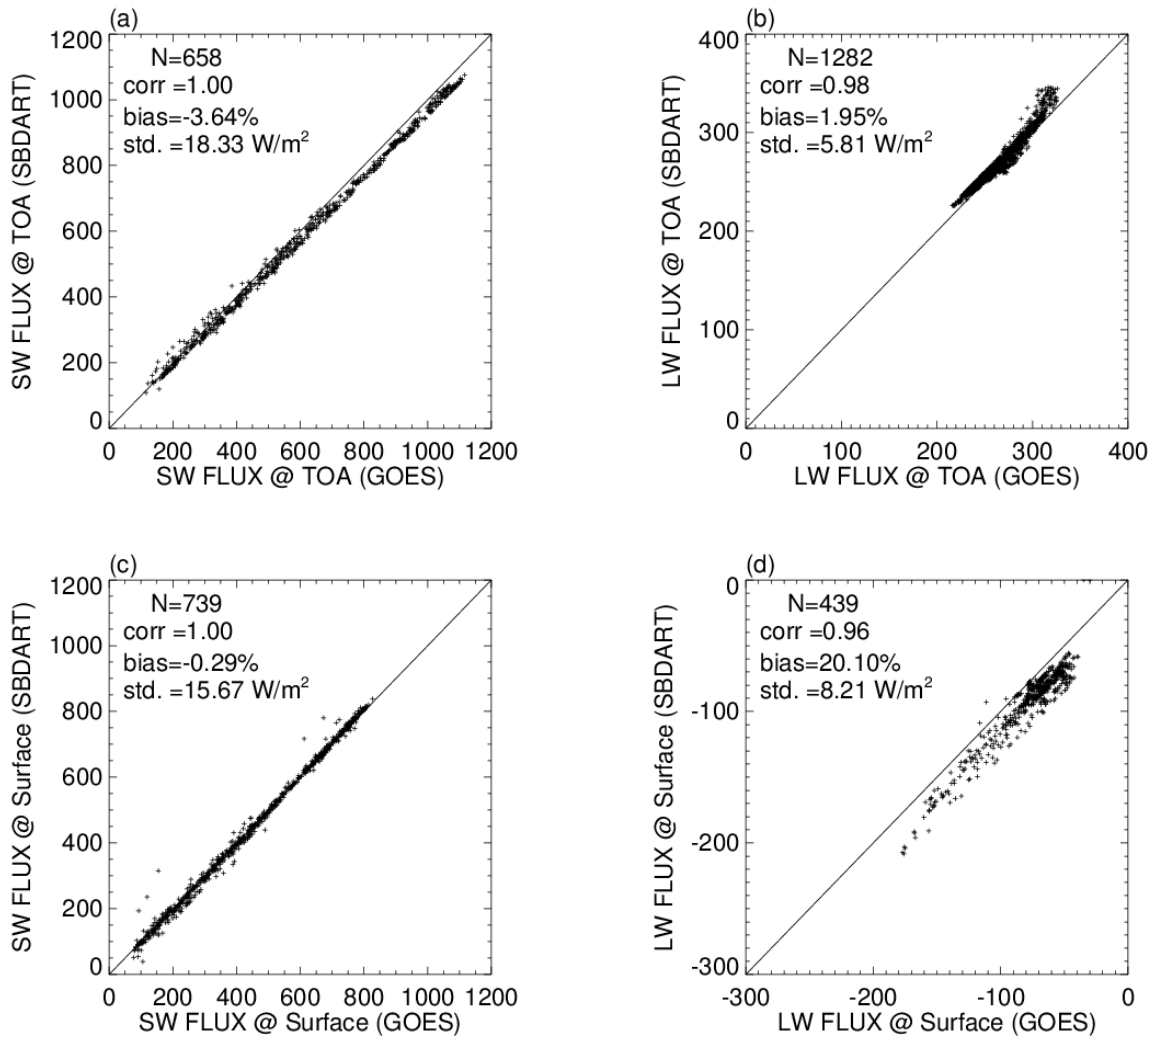 (a)
1200
1000
800
600
400
200
0
SW FLUX @ TOA (SBDART)
N=658
corr =1.00
bias=-3.64%
std. =18.33 W/m²
0 200 400 600 800 1000 1200
SW FLUX @ TOA (GOES)
(b)
400
300
200
100
0
LW FLUX @ TOA (SBDART)
N=1282
corr =0.98
bias=1.95%
std. =5.81 W/m²
0 100 200 300 400
LW FLUX @ TOA (GOES)
(c)
1200
1000
800
600
400
200
0
SW FLUX @ Surface (SBDART)
N=739
corr =1.00
bias=-0.29%
std. =15.67 W/m²
0 200 400 600 800 1000 1200
SW FLUX @ Surface (GOES)
(d)
0
-100
-200
-300
LW FLUX @ Surface (SBDART)
N=439
corr =0.96
bias=20.10%
std. =8.21 W/m²
-300 -200 -100 0
LW FLUX @ Surface (GOES)